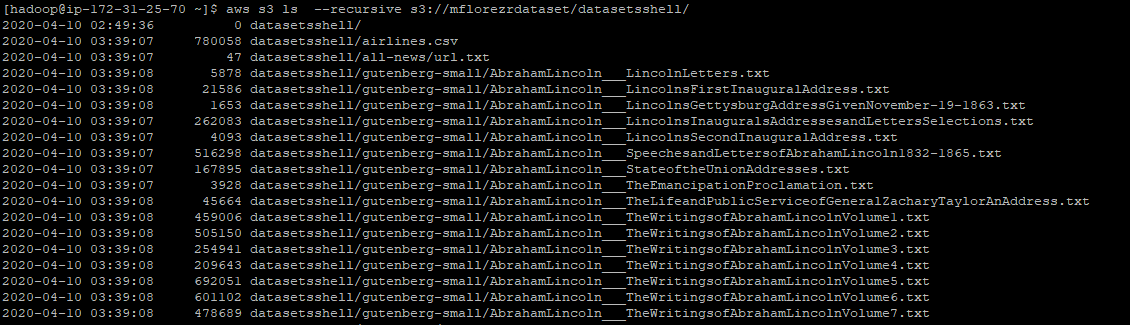 [hadoop@ip-172-31-25-70 ~]$ aws s3 ls  --recursive s3://mflorezrdataset/datasetsshell/
2020-04-10 02:49:36          0 datasetsshell/
2020-04-10 03:39:07     780058 datasetsshell/airlines.csv
2020-04-10 03:39:07         47 datasetsshell/all-news/url.txt
2020-04-10 03:39:08       5878 datasetsshell/gutenberg-small/AbrahamLincoln___LincolnLetters.txt
2020-04-10 03:39:08      21586 datasetsshell/gutenberg-small/AbrahamLincoln___LincolnsFirstInauguralAddress.txt
2020-04-10 03:39:08       1653 datasetsshell/gutenberg-small/AbrahamLincoln___LincolnsGettysburgAddressGivenNovember-19-1863.txt
2020-04-10 03:39:07     262083 datasetsshell/gutenberg-small/AbrahamLincoln___LincolnsInauguralsAddressesandLettersSelections.txt
2020-04-10 03:39:07       4093 datasetsshell/gutenberg-small/AbrahamLincoln___LincolnsSecondInauguralAddress.txt
2020-04-10 03:39:07     516298 datasetsshell/gutenberg-small/AbrahamLincoln___SpeechesandLettersofAbrahamLincoln1832-1865.txt
2020-04-10 03:39:07     167895 datasetsshell/gutenberg-small/AbrahamLincoln___StateoftheUnionAddresses.txt
2020-04-10 03:39:07       3928 datasetsshell/gutenberg-small/AbrahamLincoln___TheEmancipationProclamation.txt
2020-04-10 03:39:08      45664 datasetsshell/gutenberg-small/AbrahamLincoln___TheLifeandPublicServiceofGeneralZacharyTaylorAnAddress.txt
2020-04-10 03:39:08     459006 datasetsshell/gutenberg-small/AbrahamLincoln___TheWritingsofAbrahamLincolnVolume1.txt
2020-04-10 03:39:08     505150 datasetsshell/gutenberg-small/AbrahamLincoln___TheWritingsofAbrahamLincolnVolume2.txt
2020-04-10 03:39:08     254941 datasetsshell/gutenberg-small/AbrahamLincoln___TheWritingsofAbrahamLincolnVolume3.txt
2020-04-10 03:39:08     209643 datasetsshell/gutenberg-small/AbrahamLincoln___TheWritingsofAbrahamLincolnVolume4.txt
2020-04-10 03:39:08     692051 datasetsshell/gutenberg-small/AbrahamLincoln___TheWritingsofAbrahamLincolnVolume5.txt
2020-04-10 03:39:08     601102 datasetsshell/gutenberg-small/AbrahamLincoln___TheWritingsofAbrahamLincolnVolume6.txt
2020-04-10 03:39:08     478689 datasetsshell/gutenberg-small/AbrahamLincoln___TheWritingsofAbrahamLincolnVolume7.txt